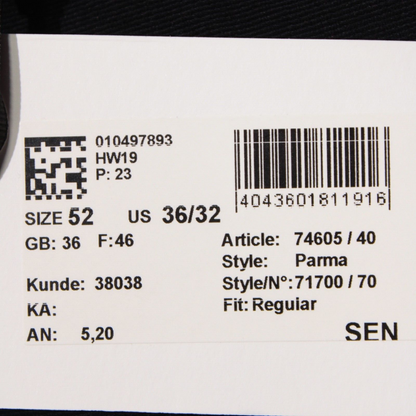 010497893
HW19
P: 23
4043601811916
SIZE 52 US 36/32
GB: 36 F: 46
Article: 74605 / 40
Style: Parma
Kunde: 38038 Style/N°: 71700 / 70
KA: Fit: Regular
AN: 5,20 SEN